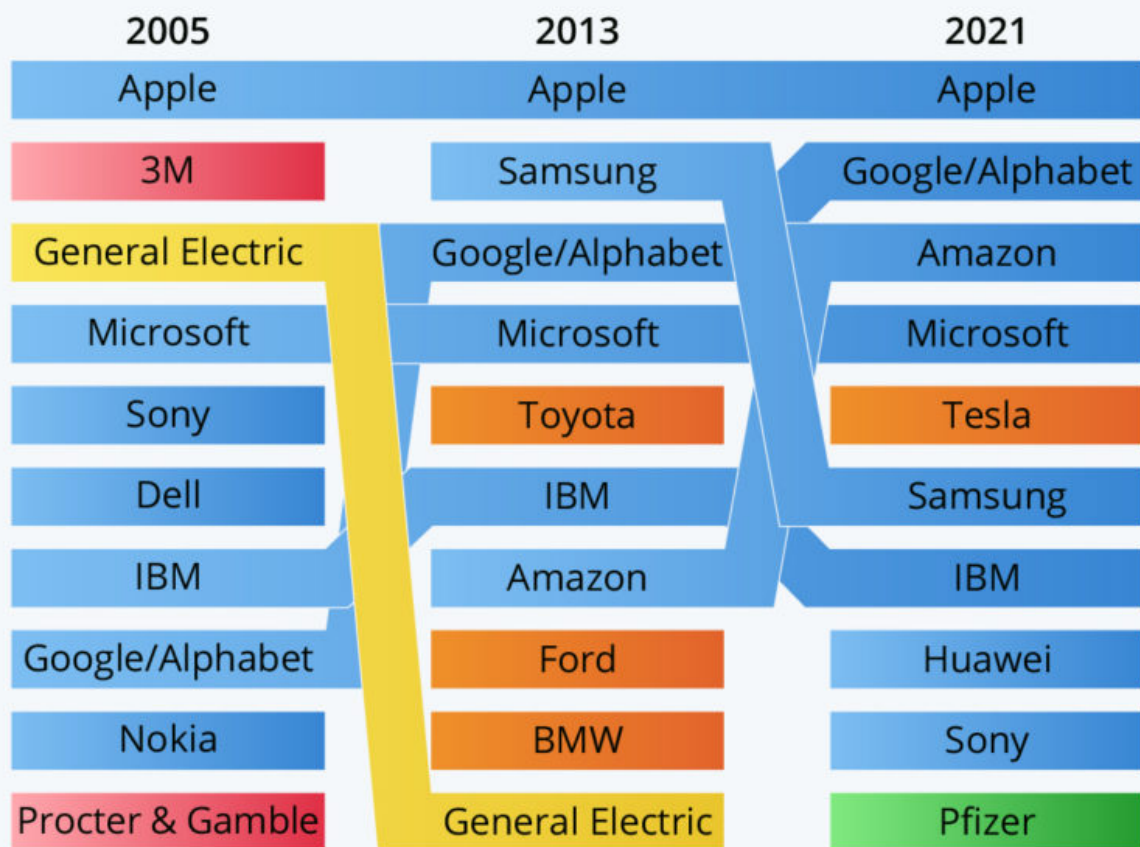 2005 2013 2021
Apple Apple Apple
3M Samsung Google/Alphabet
General Electric Google/Alphabet Amazon
Microsoft Microsoft Microsoft
Sony Toyota Tesla
Dell IBM Samsung
IBM Amazon IBM
Google/Alphabet Ford Huawei
Nokia BMW Sony
Procter & Gamble General Electric Pfizer